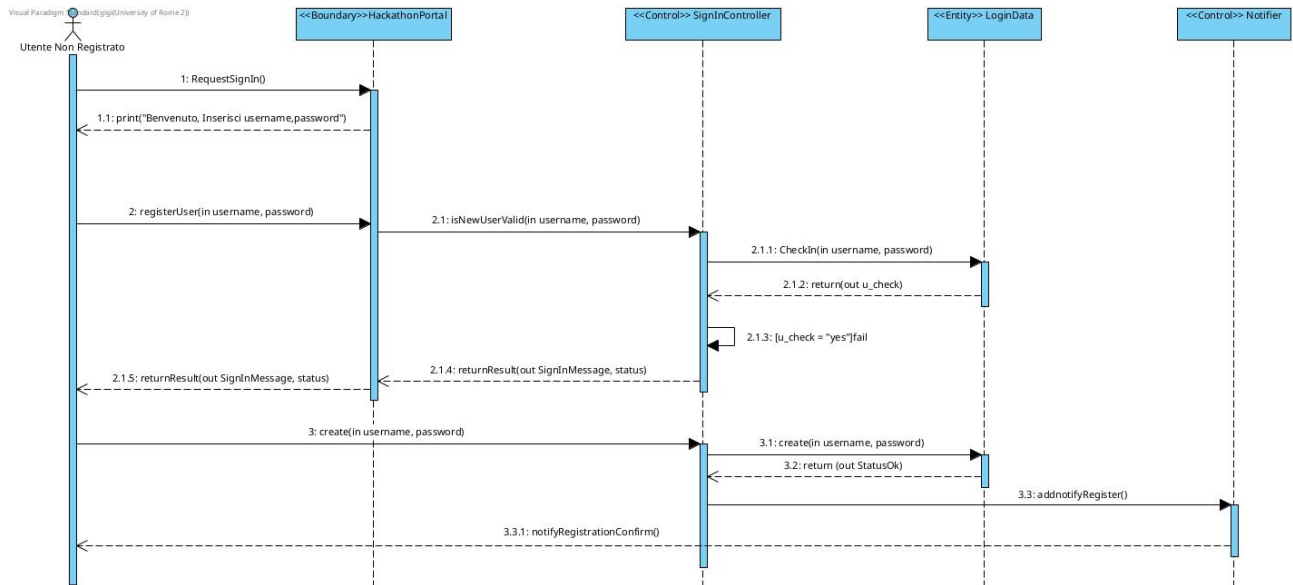 Visual Paradigm Standard(gigi(University of Rome 2))
Utente Non Registrato
<<Boundary>>HackathonPortal
<<Control>> SignInController
<<Entity>> LoginData
<<Control>> Notifier
1: RequestSignIn()
1.1: print("Benvenuto, Inserisci username,password")
2: registerUser(in username, password)
2.1: isNewUserValid(in username, password)
2.1.1: CheckIn(in username, password)
2.1.2: return(out u_check)
2.1.3: [u_check = "yes"]fail
2.1.4: returnResult(out SignInMessage, status)
2.1.5: returnResult(out SignInMessage, status)
3: create(in username, password)
3.1: create(in username, password)
3.2: return (out StatusOk)
3.3: addnotifyRegister()
3.3.1: notifyRegistrationConfirm()